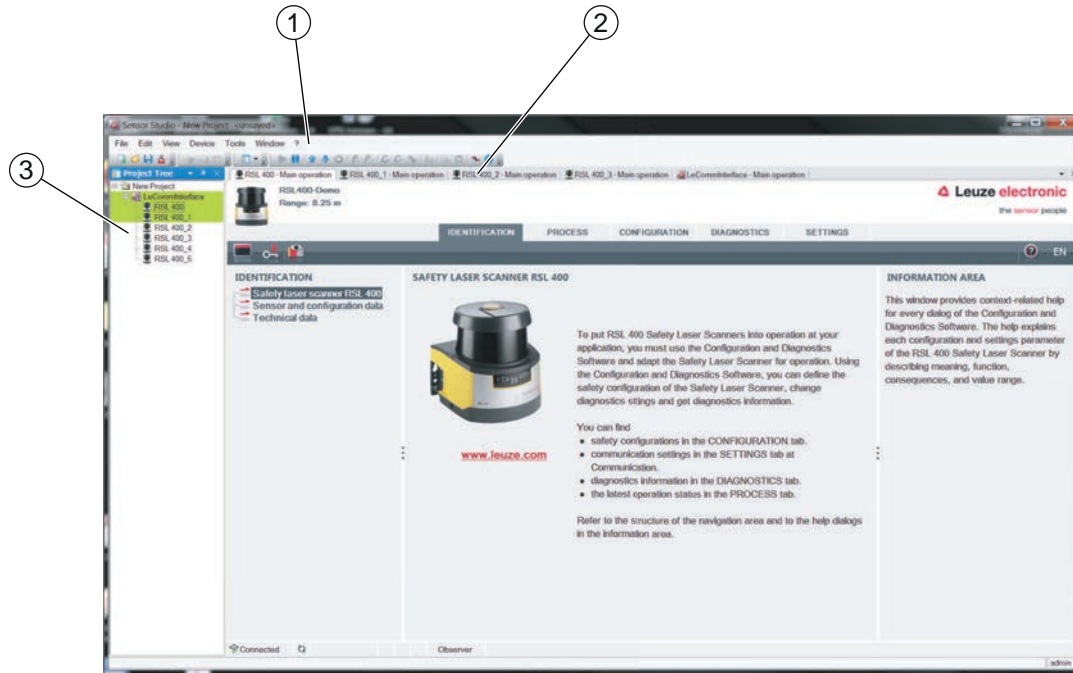 1
2
3
Sensor Studio - New Project <unsaved>
File Edit View Device Tools Window ?
Project Tree
New Project
LeCommInterface
RSL 400
RSL 400_1
RSL 400_2
RSL 400_3
RSL 400_4
RSL 400_5
RSL 400 - Main operation RSL 400_1 - Main operation RSL 400_2 - Main operation RSL 400_3 - Main operation LeCommInterface - Main operation
RSL400-Demo
Range: 8.25 m
Leuze electronic
the sensor people
IDENTIFICATION PROCESS CONFIGURATION DIAGNOSTICS SETTINGS
? EN
IDENTIFICATION
Safety laser scanner RSL 400
Sensor and configuration data
Technical data
SAFETY LASER SCANNER RSL 400
www.leuze.com
To put RSL 400 Safety Laser Scanners into operation at your
application, you must use the Configuration and Diagnostics
Software and adapt the Safety Laser Scanner for operation. Using
the Configuration and Diagnostics Software, you can define the
safety configuration of the Safety Laser Scanner, change
diagnostics sttings and get diagnostics information.
You can find
• safety configurations in the CONFIGURATION tab.
• communication settings in the SETTINGS tab at
Communication.
• diagnostics information in the DIAGNOSTICS tab.
• the latest operation status in the PROCESS tab.
Refer to the structure of the navigation area and to the help dialogs
in the information area.
INFORMATION AREA
This window provides context-related help
for every dialog of the Configuration and
Diagnostics Software. The help explains
each configuration and settings parameter
of the RSL 400 Safety Laser Scanner by
describing meaning, function,
consequences, and value range.
Connected Observer
admin